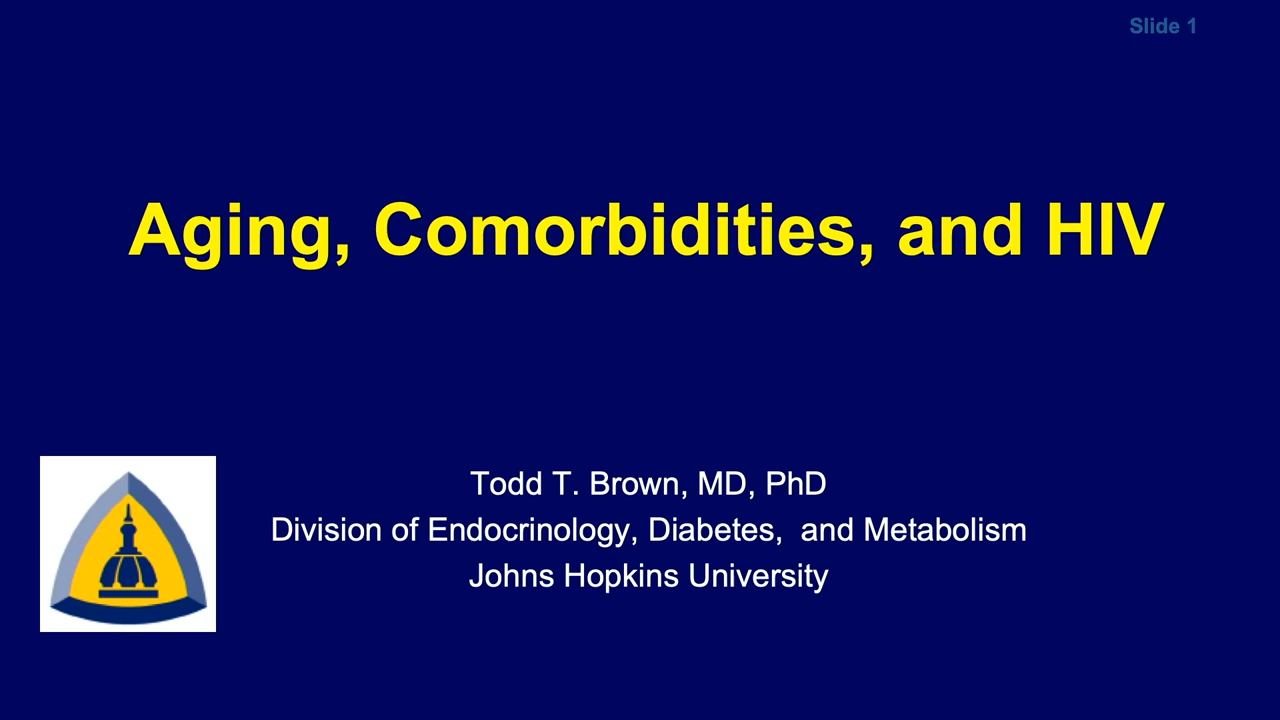 Slide 1
Aging, Comorbidities, and HIV
Todd T. Brown, MD, PhD
Division of Endocrinology, Diabetes,  and Metabolism
Johns Hopkins University